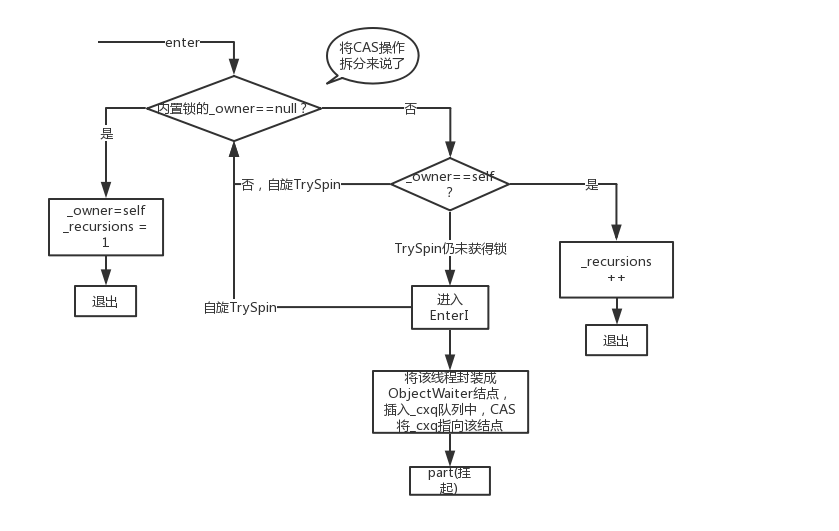 enter
将CAS操作
拆分来说了
内置锁的_owner==null？
否
是
_owner==self
？
否，自旋TrySpin
是
_owner=self
_recursions =
1
TrySpin仍未获得锁
_recursions
++
退出
自旋TrySpin
进入
EnterI
退出
将该线程封装成
ObjectWaiter结点，
插入_cxq队列中，CAS
将_cxq指向该结点
part(挂
起)